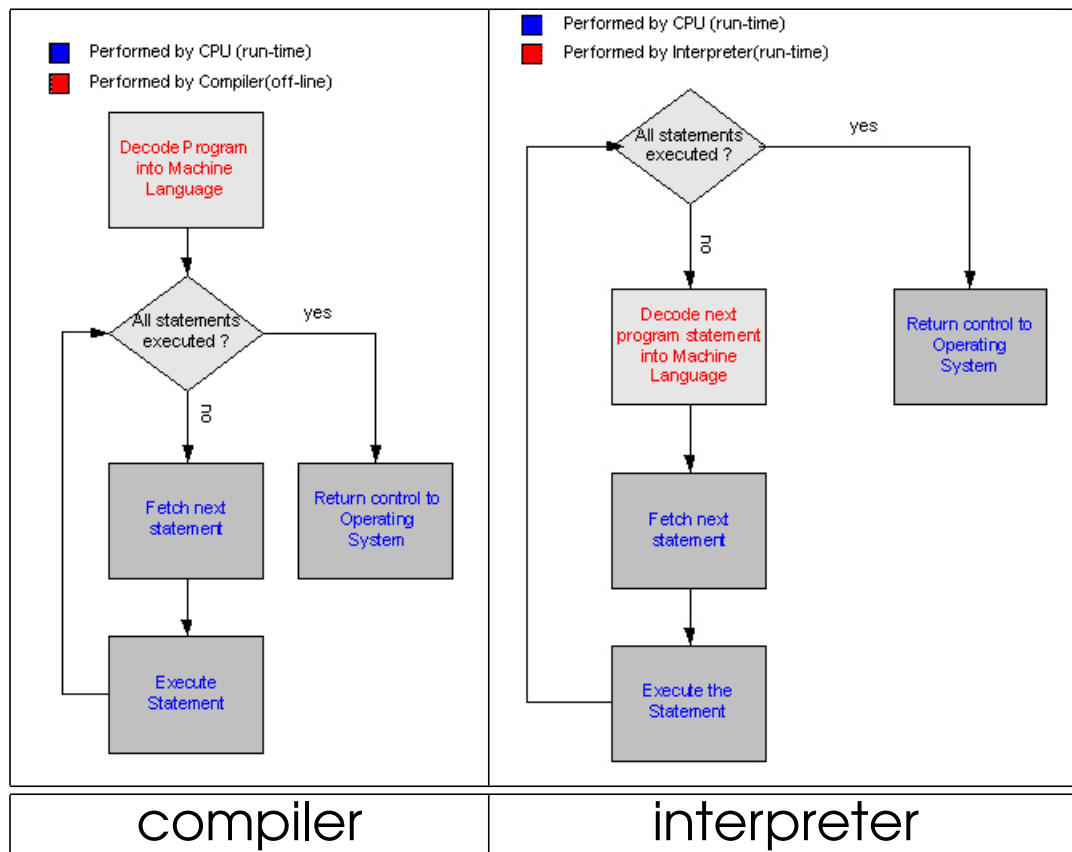 Performed by CPU (run-time)
Performed by Compiler(off-line)
Decode Program
into Machine
Language
All statements
executed ?
yes
no
Fetch next
statement
Return control to
Operating
System
Execute
Statement
compiler
Performed by CPU (run-time)
Performed by Interpreter(run-time)
All statements
executed ?
yes
no
Decode next
program statement
into Machine
Language
Return control to
Operating
System
Fetch next
statement
Execute the
Statement
interpreter